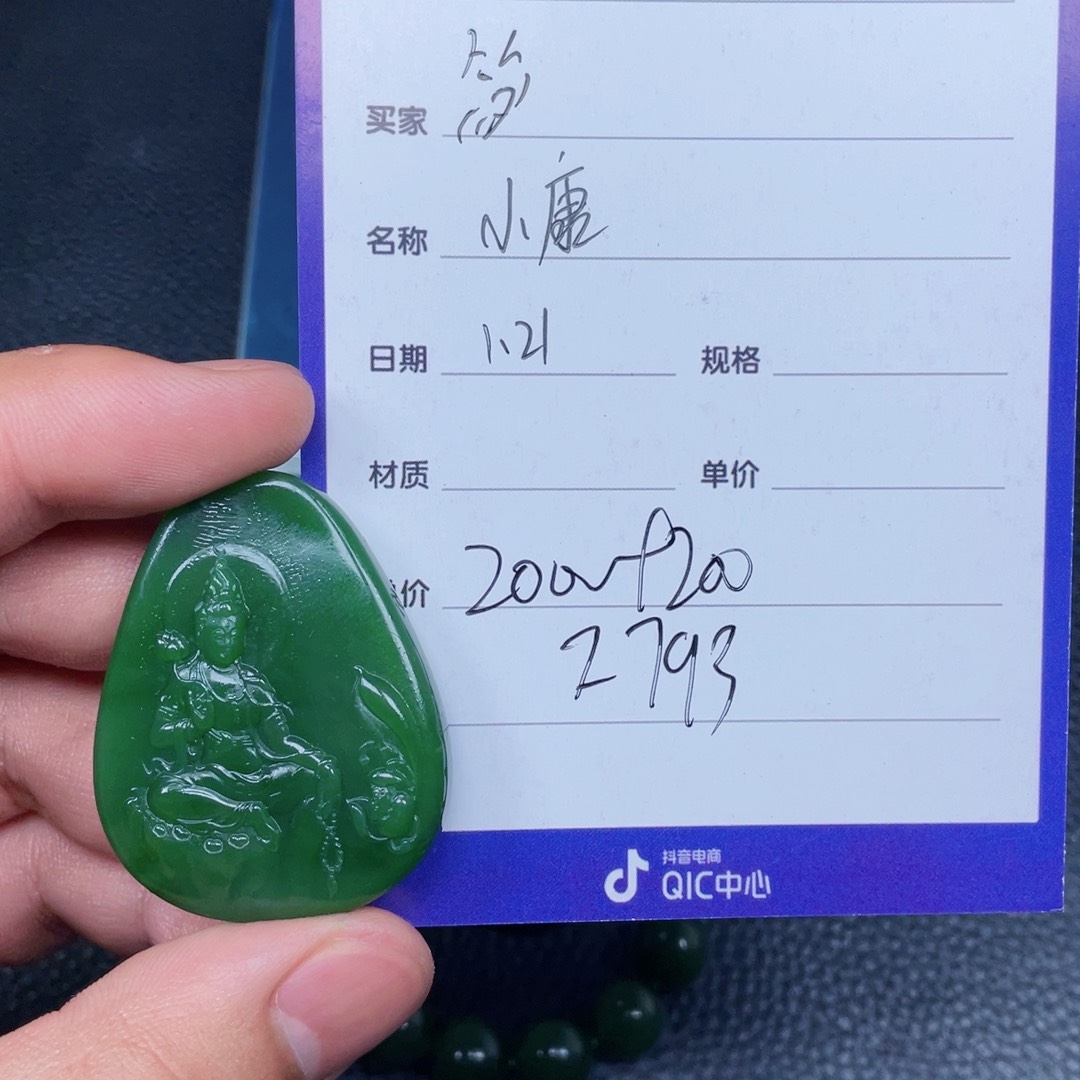 买家
名称 小唐
日期 1.21 规格
材质 单价
价 2000+200
2793
抖音电商
QIC中心